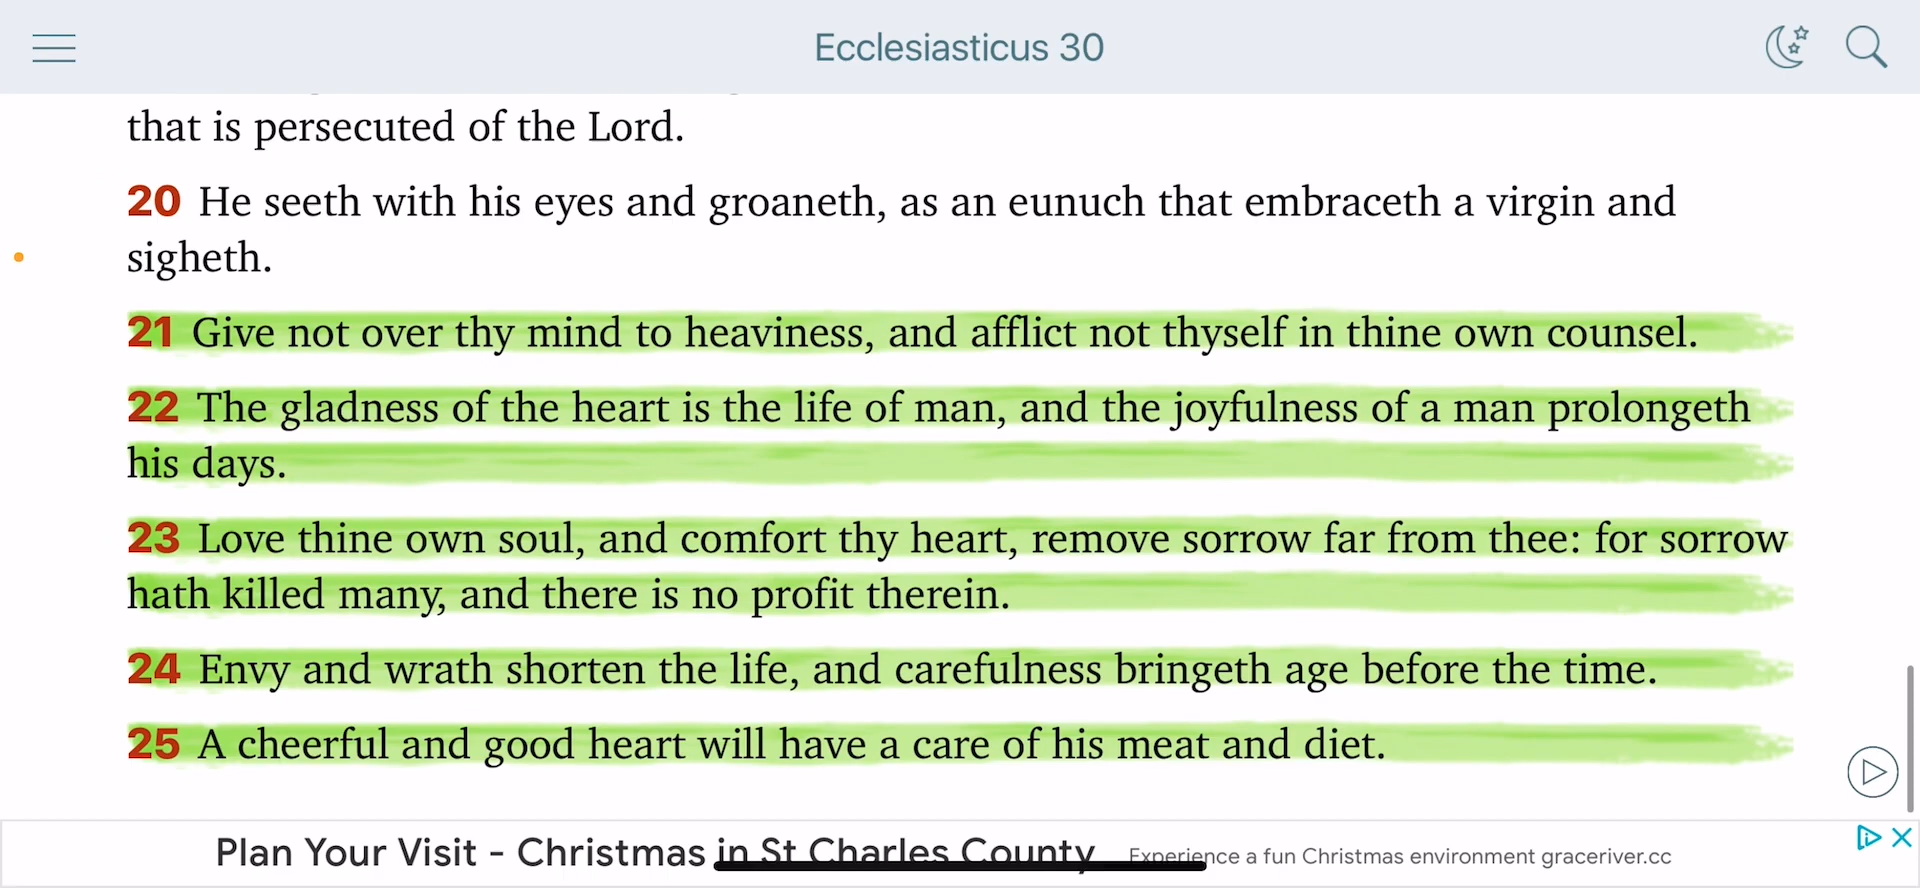 Ecclesiasticus 30
that is persecuted of the Lord.
20 He seeth with his eyes and groaneth, as an eunuch that embraceth a virgin and
sigheth.
21 Give not over thy mind to heaviness, and afflict not thyself in thine own counsel.
22 The gladness of the heart is the life of man, and the joyfulness of a man prolongeth
his days.
23 Love thine own soul, and comfort thy heart, remove sorrow far from thee: for sorrow
hath killed many, and there is no profit therein.
24 Envy and wrath shorten the life, and carefulness bringeth age before the time.
25 A cheerful and good heart will have a care of his meat and diet.
Plan Your Visit - Christmas in St Charles County Experience a fun Christmas environment graceriver.cc